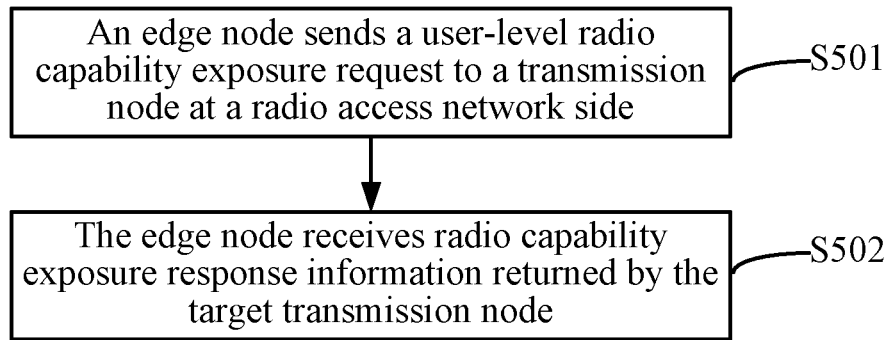 An edge node sends a user-level radio
capability exposure request to a transmission
node at a radio access network side
S501
The edge node receives radio capability
exposure response information returned by the
target transmission node
S502